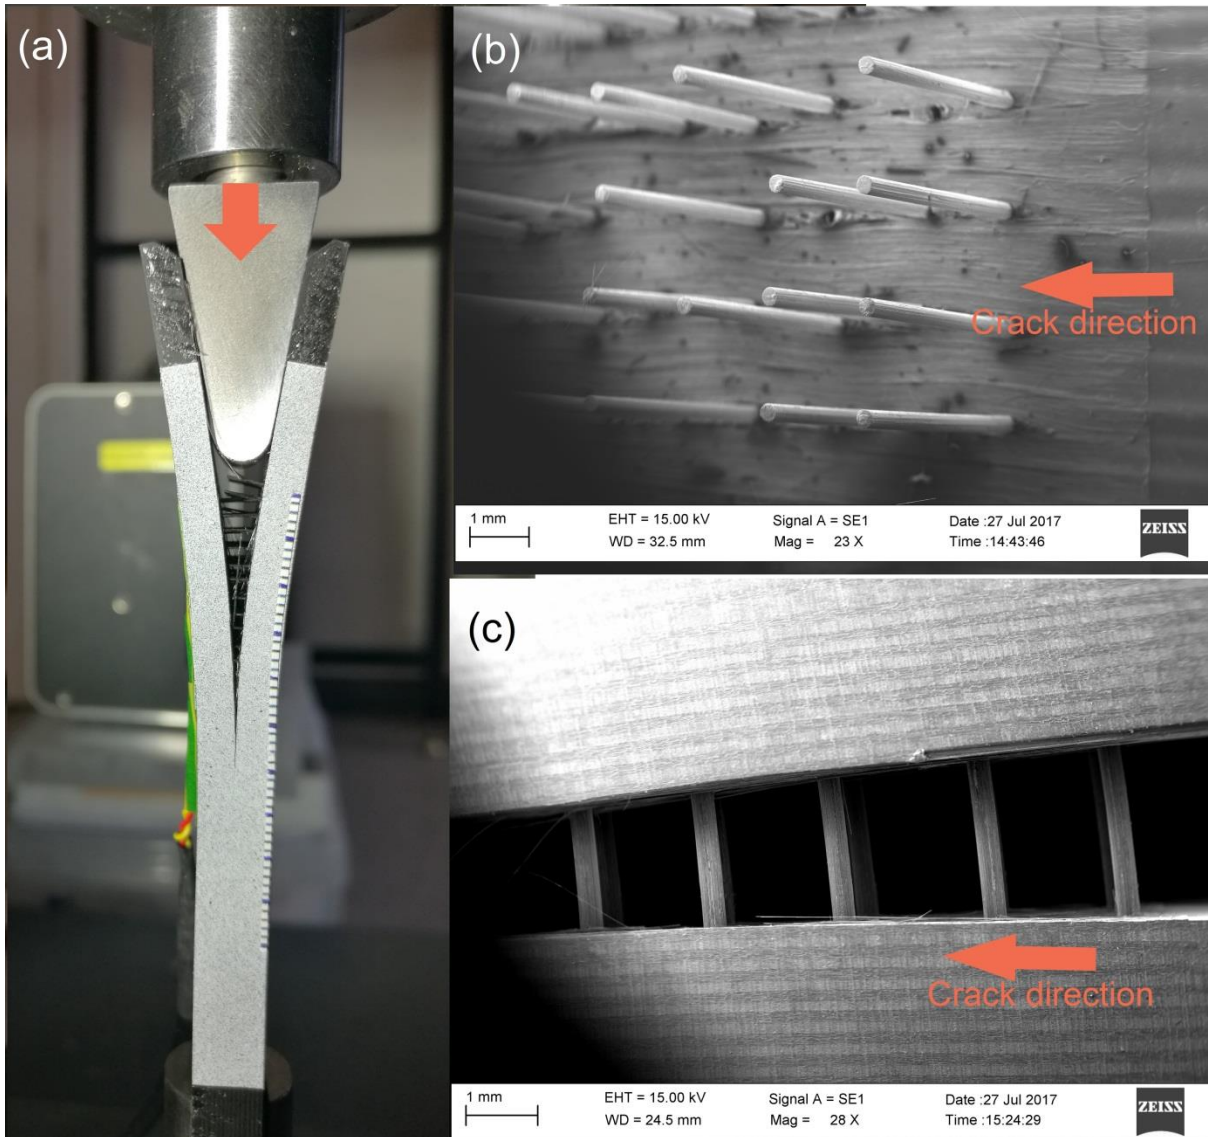 (a)
(b)
Crack direction
1 mm
EHT = 15.00 kV
WD = 32.5 mm
Signal A = SE1
Mag = 23 X
Date :27 Jul 2017
Time :14:43:46
ZEISS
(c)
Crack direction
1 mm
EHT = 15.00 kV
WD = 24.5 mm
Signal A = SE1
Mag = 28 X
Date :27 Jul 2017
Time :15:24:29
ZEISS